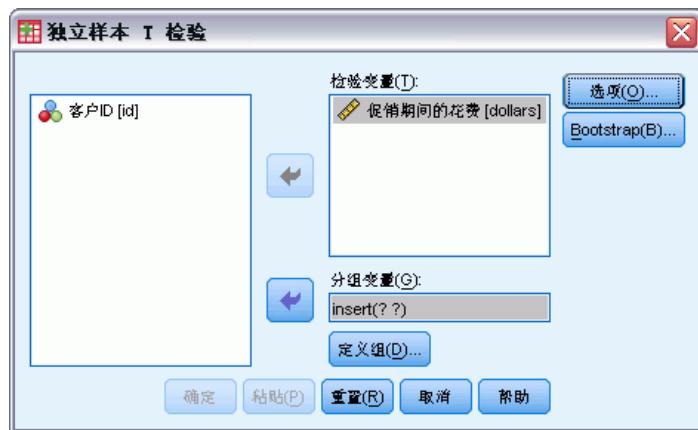 独立样本 T 检验
客户ID [id]
检验变量(T):
促销期间的花费 [dollars]
选项(O)...
Bootstrap(B)...
分组变量(G):
insert(? ?)
定义组(D)...
确定
粘贴(P)
重置(R)
取消
帮助